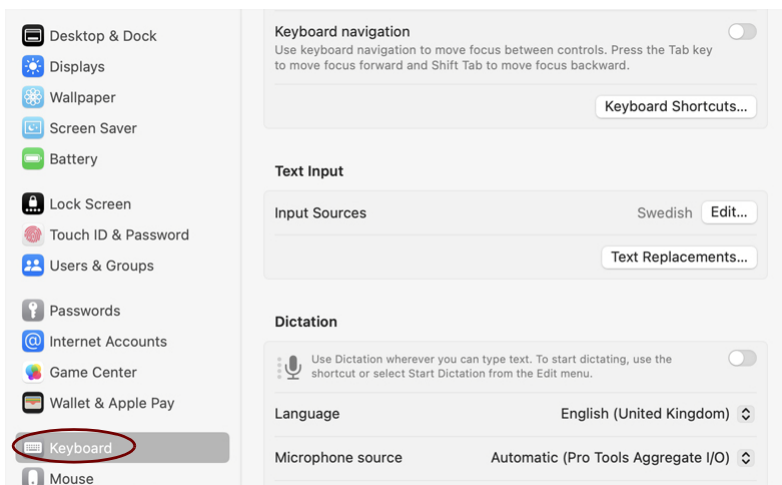 Desktop & Dock
Displays
Wallpaper
Screen Saver
Battery
Lock Screen
Touch ID & Password
Users & Groups
Passwords
Internet Accounts
Game Center
Wallet & Apple Pay
Keyboard
Mouse
Keyboard navigation
Use keyboard navigation to move focus between controls. Press the Tab key
to move focus forward and Shift Tab to move focus backward.
Keyboard Shortcuts...
Text Input
Input Sources Swedish Edit...
Text Replacements...
Dictation
Use Dictation wherever you can type text. To start dictating, use the
shortcut or select Start Dictation from the Edit menu.
Language English (United Kingdom)
Microphone source Automatic (Pro Tools Aggregate I/O)